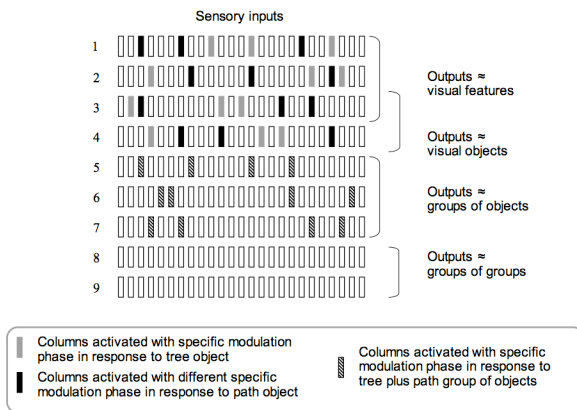 Sensory inputs
1
2
3
4
5
6
7
8
9
Outputs ≈
visual features
Outputs ≈
visual objects
Outputs ≈
groups of objects
Outputs ≈
groups of groups
Columns activated with specific modulation
phase in response to tree object
Columns activated with different specific
modulation phase in response to path object
Columns activated with specific
modulation phase in response to
tree plus path group of objects